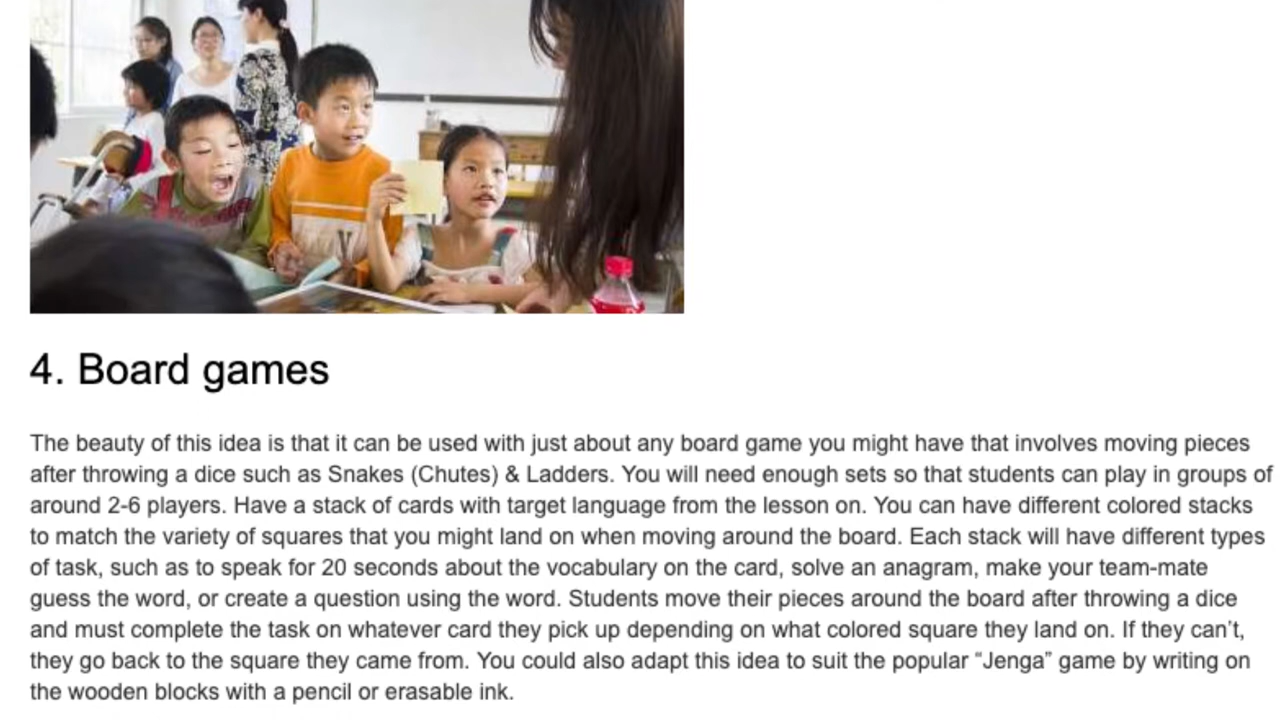 4. Board games
The beauty of this idea is that it can be used with just about any board game you might have that involves moving pieces
after throwing a dice such as Snakes (Chutes) & Ladders. You will need enough sets so that students can play in groups of
around 2-6 players. Have a stack of cards with target language from the lesson on. You can have different colored stacks
to match the variety of squares that you might land on when moving around the board. Each stack will have different types
of task, such as to speak for 20 seconds about the vocabulary on the card, solve an anagram, make your team-mate
guess the word, or create a question using the word. Students move their pieces around the board after throwing a dice
and must complete the task on whatever card they pick up depending on what colored square they land on. If they can’t,
they go back to the square they came from. You could also adapt this idea to suit the popular “Jenga” game by writing on
the wooden blocks with a pencil or erasable ink.